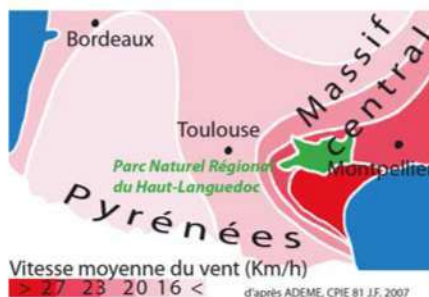 Bordeaux
Massif
central
Toulouse
Montpellier
Parc Naturel Régional
du Haut-Languedoc
Pyrénées
Vitesse moyenne du vent (Km/h)
> 27 23 20 16 <
d'après ADEME, CPIE 81 J.F. 2007